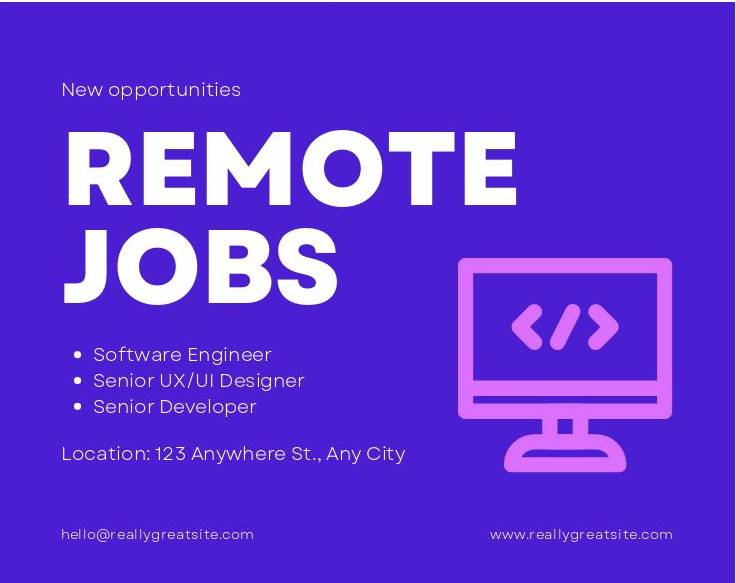 New opportunities
REMOTE
JOBS
</>
• Software Engineer
• Senior UX/UI Designer
• Senior Developer
Location: 123 Anywhere St., Any City
hello@reallygreatsite.com
www.reallygreatsite.com